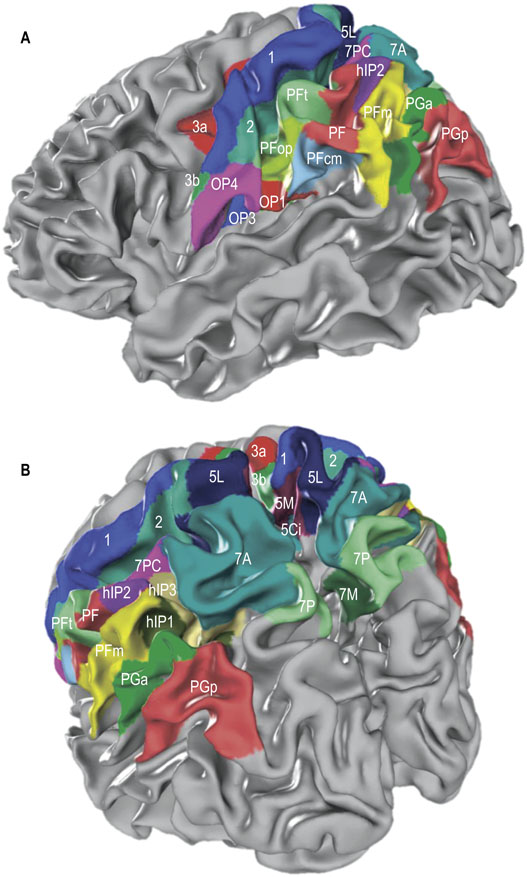 A
5L
7PC
7A
1
hIP2
PFt
PFm
PGa
3a
2
PF
PGp
PFop
PFcm
3b
OP4
OP1
OP3
B
3a
1
2
5L
3b
5L
5M
7A
1
2
5Ci
7PC
7A
7P
hIP2
hIP3
PFt
PF
7P
7M
hIP1
PFm
PGa
PGp